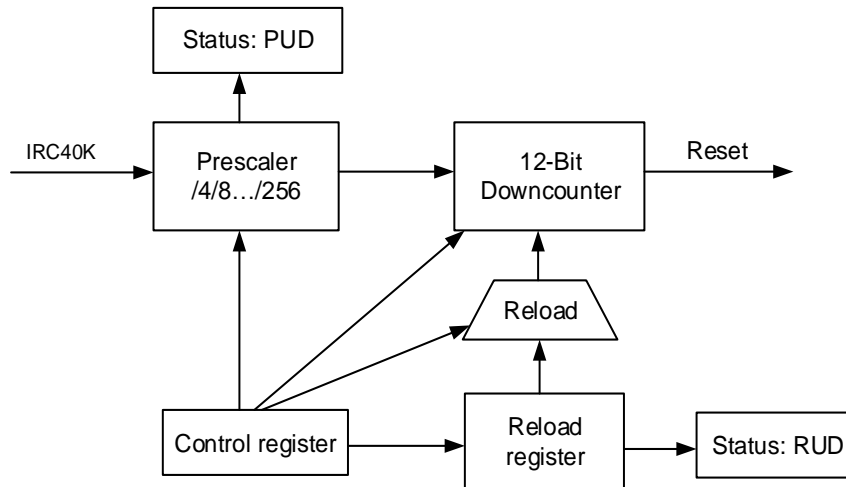 Status: PUD
IRC40K
Prescaler
/4/8…/256
12-Bit
Downcounter
Reset
Reload
Control register
Reload
register
Status: RUD